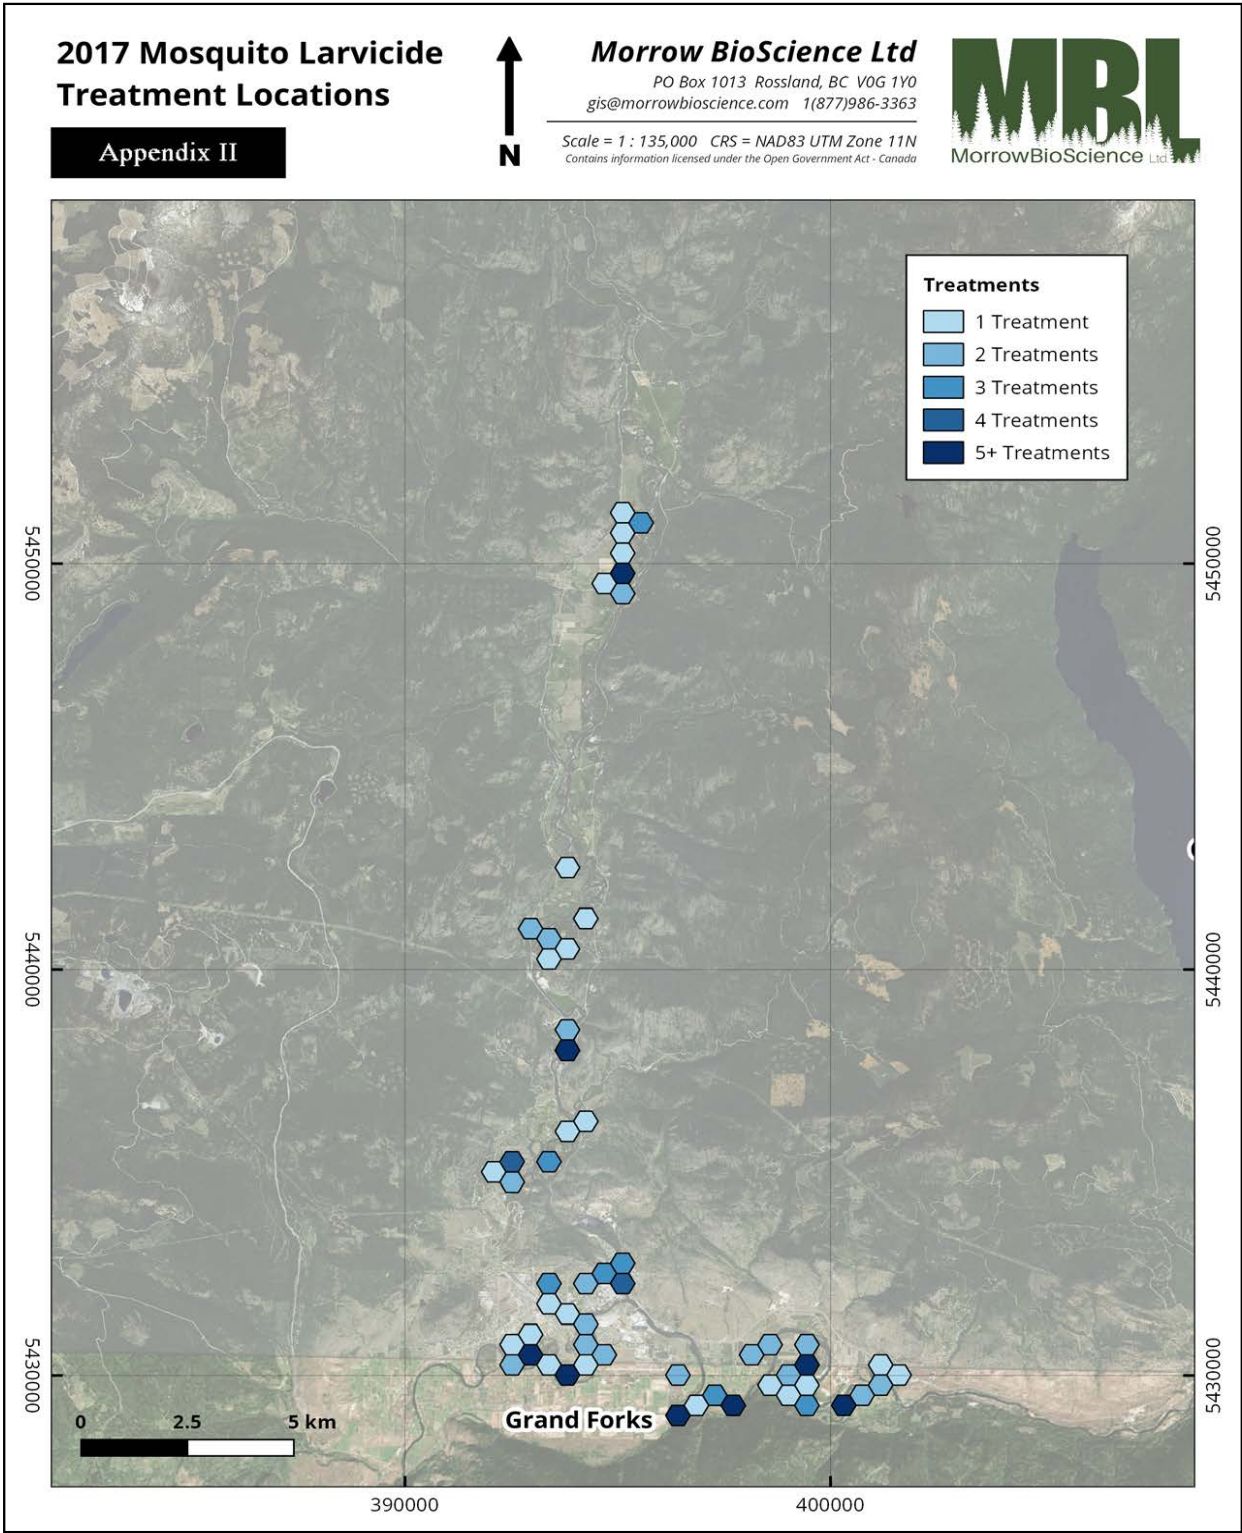 2017 Mosquito Larvicide
Treatment Locations
Appendix II
N
Morrow BioScience Ltd
PO Box 1013 Rossland, BC V0G 1Y0
gis@morrowbioscience.com 1(877)986-3363
Scale = 1 : 135,000 CRS = NAD83 UTM Zone 11N
Contains information licensed under the Open Government Act - Canada
MBL
MorrowBioScience Ltd.
Treatments
1 Treatment
2 Treatments
3 Treatments
4 Treatments
5+ Treatments
5450000
5450000
5440000
5440000
5430000
5430000
0 2.5 5 km
Grand Forks
390000
400000